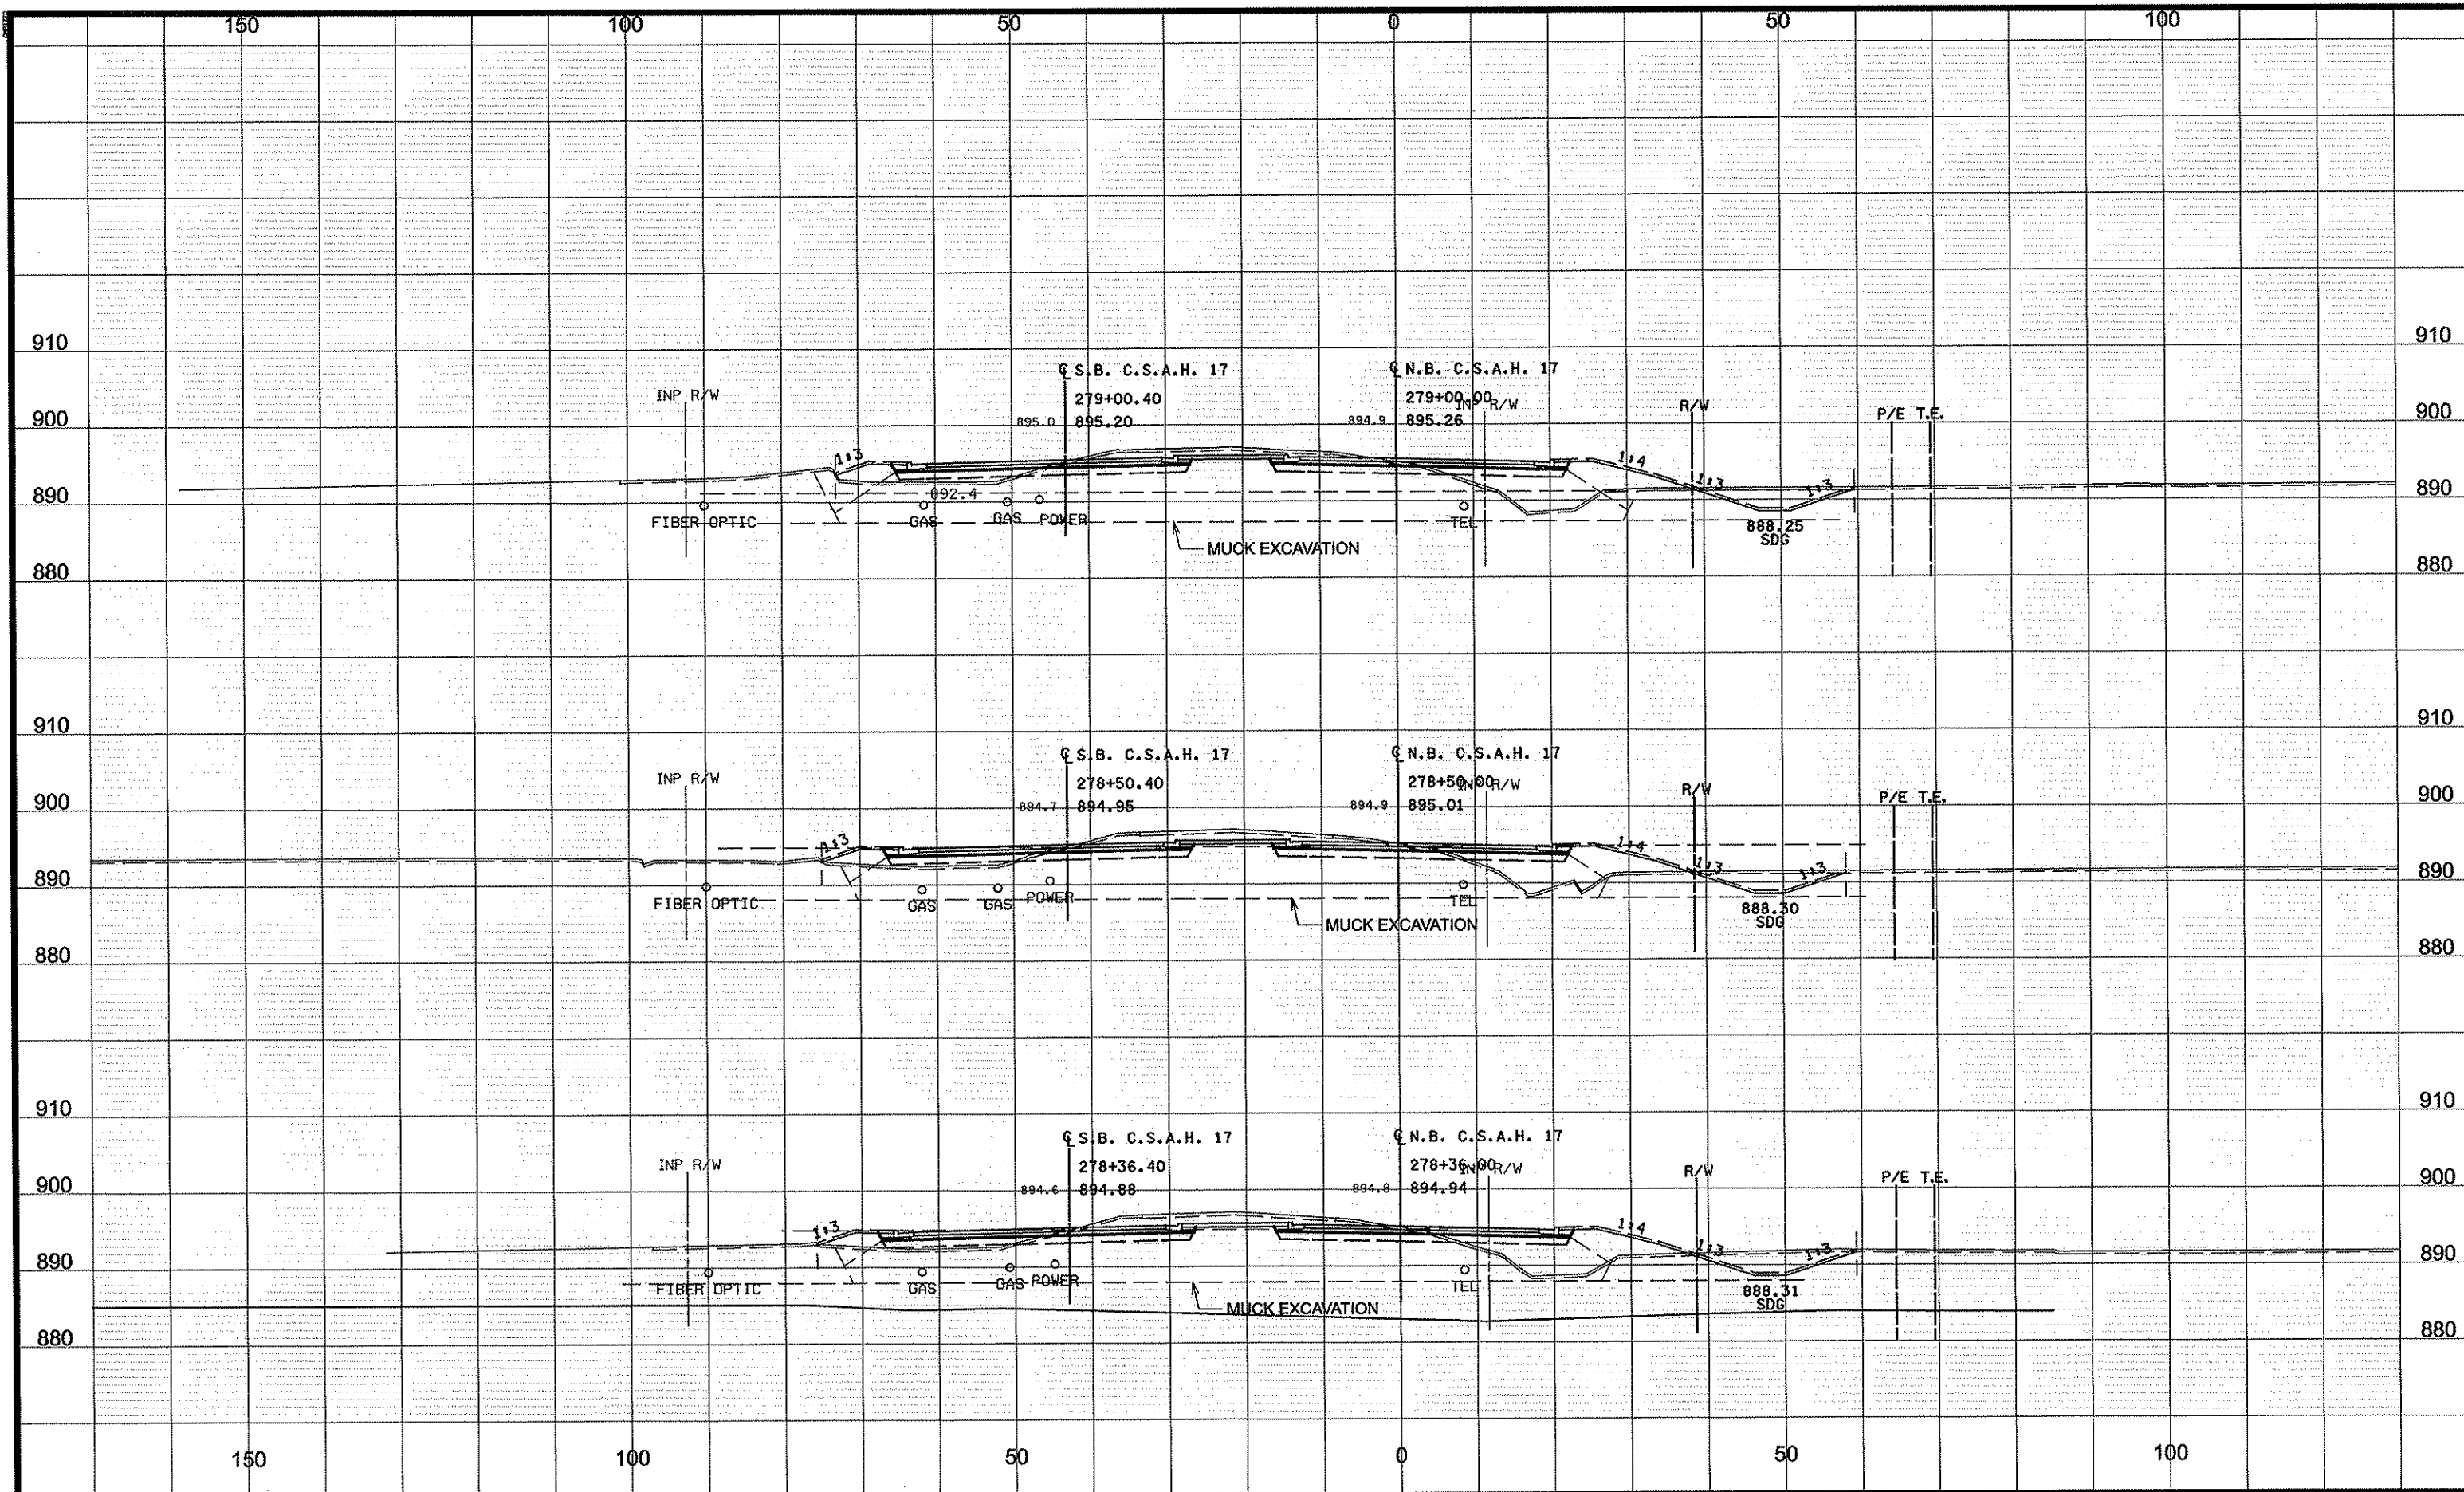 150 100 50 0 50 100
910 910
℄ S.B. C.S.A.H. 17 ℄ N.B. C.S.A.H. 17
INP R/W 279+00.40 279+00.00 INP R/W R/W P/E T.E.
900 895.0 895.20 894.9 895.26 900
1:3 1:4 1:3 1:3
890 892.4 890
FIBER OPTIC GAS GAS POWER TEL 888.25
SDG
MUCK EXCAVATION
880 880
910 910
℄ S.B. C.S.A.H. 17 ℄ N.B. C.S.A.H. 17
INP R/W 278+50.40 278+50.00 INP R/W R/W P/E T.E.
900 894.7 894.95 894.9 895.01 900
1:3 1:4 1:3 1:3
890 890
FIBER OPTIC GAS GAS POWER TEL 888.30
SDG
MUCK EXCAVATION
880 880
910 910
℄ S.B. C.S.A.H. 17 ℄ N.B. C.S.A.H. 17
INP R/W 278+36.40 278+36.00 INP R/W R/W P/E T.E.
900 894.6 894.88 894.8 894.94 900
1:3 1:4 1:3 1:3
890 890
FIBER OPTIC GAS GAS POWER TEL 888.31
SDG
MUCK EXCAVATION
880 880
150 100 50 0 50 100